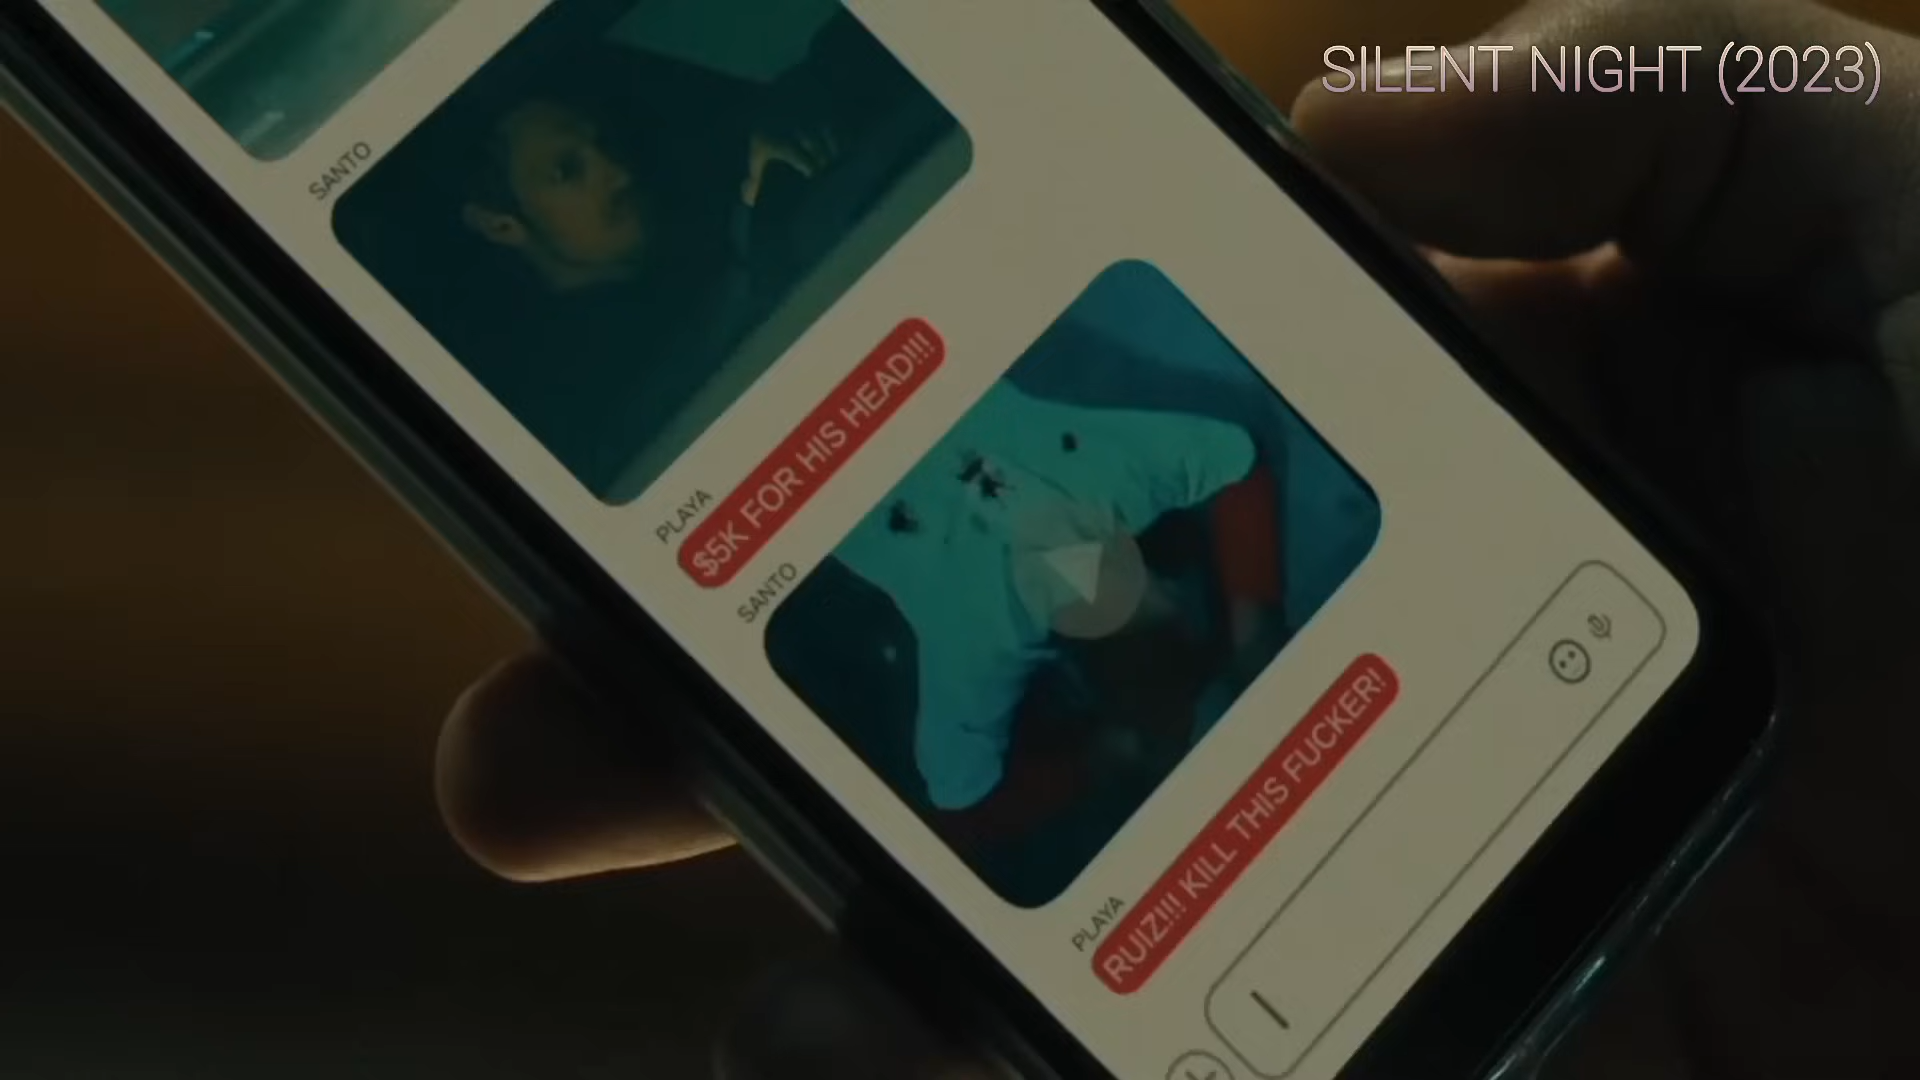 SILENT NIGHT (2023)
SANTO
PLAYA
$5K FOR HIS HEAD!!!
SANTO
PLAYA
RUIZ!!! KILL THIS FUCKER!